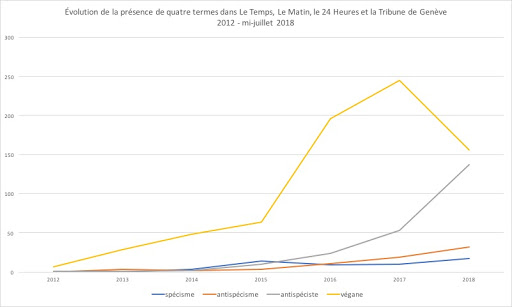 Évolution de la présence de quatre termes dans Le Temps, Le Matin, le 24 Heures et la Tribune de Genève
2012 - mi-juillet 2018
300
250
200
150
100
50
0
2012 2013 2014 2015 2016 2017 2018
spécisme antispécisme antispéciste végane